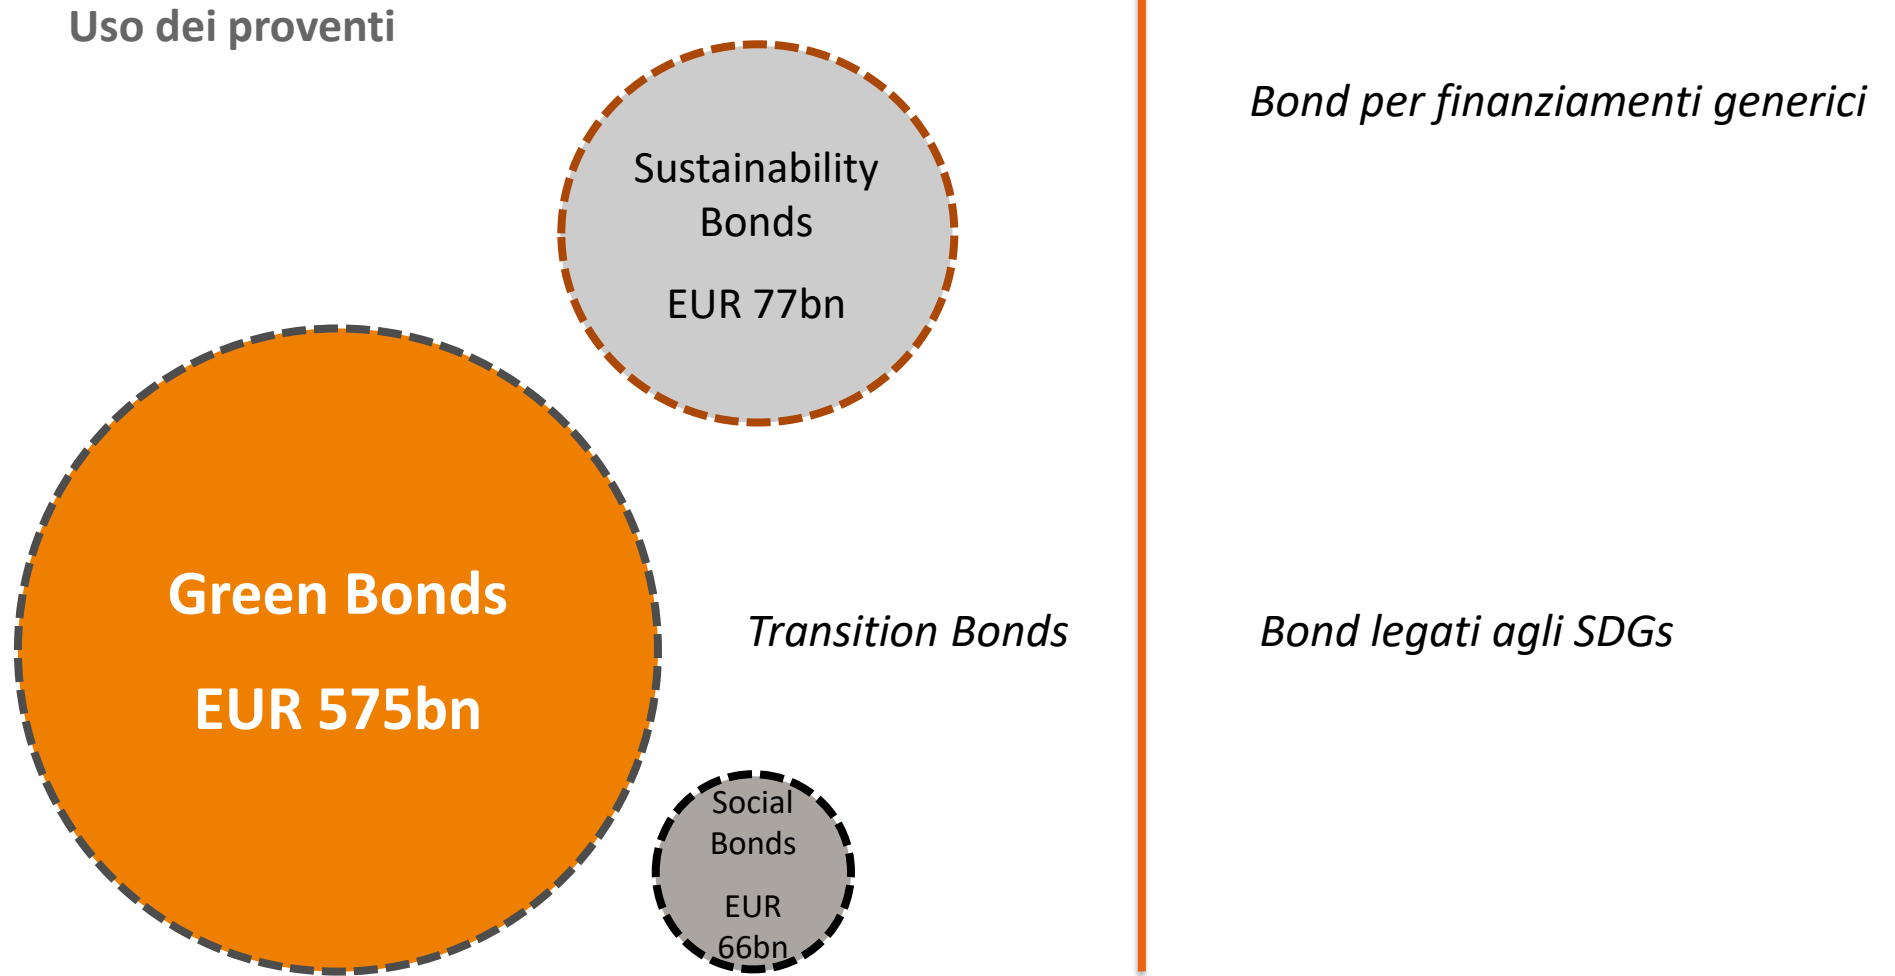 Uso dei proventi
Bond per finanziamenti generici
Sustainability
Bonds
EUR 77bn
Green Bonds
EUR 575bn
Transition Bonds
Bond legati agli SDGs
Social
Bonds
EUR
66bn